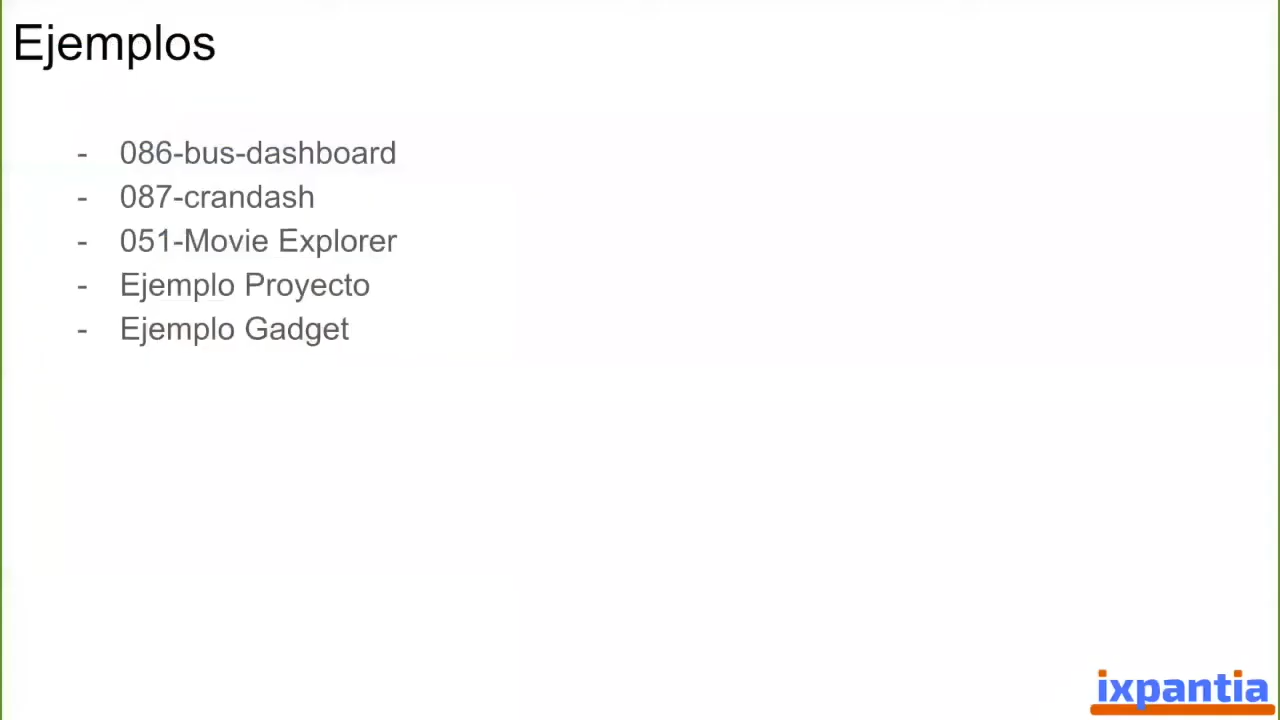 Ejemplos
- 086-bus-dashboard
- 087-crandash
- 051-Movie Explorer
- Ejemplo Proyecto
- Ejemplo Gadget
ixpantia